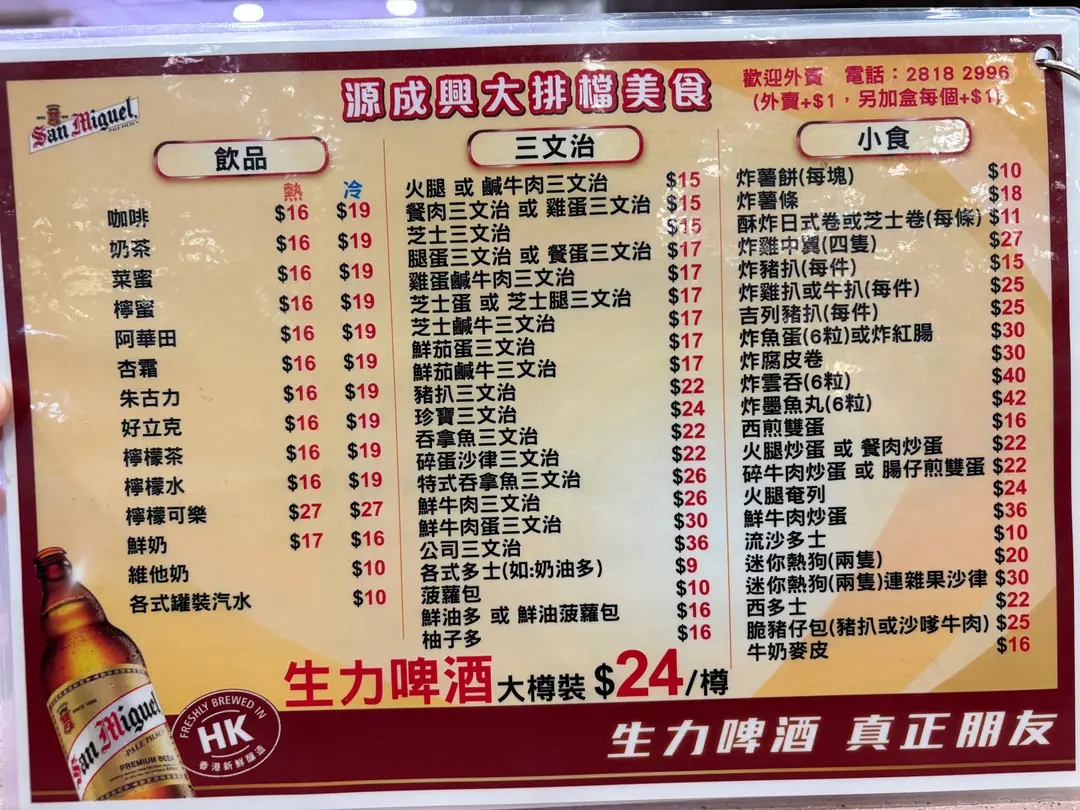 San Miguel
PALE PILSEN
源成興大排檔美食
歡迎外賣 電話：2818 2996
(外賣+$1，另加盒每個+$1)
飲品
熱 冷
咖啡 $16 $19
奶茶 $16 $19
菜蜜 $16 $19
檸蜜 $16 $19
阿華田 $16 $19
杏霜 $16 $19
朱古力 $16 $19
好立克 $16 $19
檸檬茶 $16 $19
檸檬水 $16 $19
檸檬可樂 $27 $27
鮮奶 $17 $16
維他奶 $10
各式罐裝汽水 $10
三文治
火腿 或 鹹牛肉三文治 $15
餐肉三文治 或 雞蛋三文治 $15
芝士三文治 $15
腿蛋三文治 或 餐蛋三文治 $17
雞蛋鹹牛肉三文治 $17
芝士蛋 或 芝士腿三文治 $17
芝士鹹牛三文治 $17
鮮茄蛋三文治 $17
鮮茄鹹牛三文治 $17
豬扒三文治 $22
珍寶三文治 $24
吞拿魚三文治 $22
碎蛋沙律三文治 $22
特式吞拿魚三文治 $26
鮮牛肉三文治 $26
鮮牛肉蛋三文治 $30
公司三文治 $36
各式多士(如:奶油多) $9
菠蘿包 $10
鮮油多 或 鮮油菠蘿包 $16
柚子多 $16
小食
炸薯餅(每塊) $10
炸薯條 $18
酥炸日式卷或芝士卷(每條) $11
炸雞中翼(四隻) $27
炸豬扒(每件) $15
炸雞扒或牛扒(每件) $25
吉列豬扒(每件) $25
炸魚蛋(6粒)或炸紅腸 $30
炸腐皮卷 $30
炸雲吞(6粒) $40
炸墨魚丸(6粒) $42
西煎雙蛋 $16
火腿炒蛋 或 餐肉炒蛋 $22
碎牛肉炒蛋 或 腸仔煎雙蛋 $22
火腿奄列 $24
鮮牛肉炒蛋 $36
流沙多士 $10
迷你熱狗(兩隻) $20
迷你熱狗(兩隻)連雜果沙律 $30
西多士 $22
脆豬仔包(豬扒或沙嗲牛肉) $25
牛奶麥皮 $16
生力啤酒 大樽裝 $24/樽
San Miguel
PALE PILSEN
PREMIUM BEER
FRESHLY BREWED IN
HK
香港新鮮釀造
生力啤酒 真正朋友